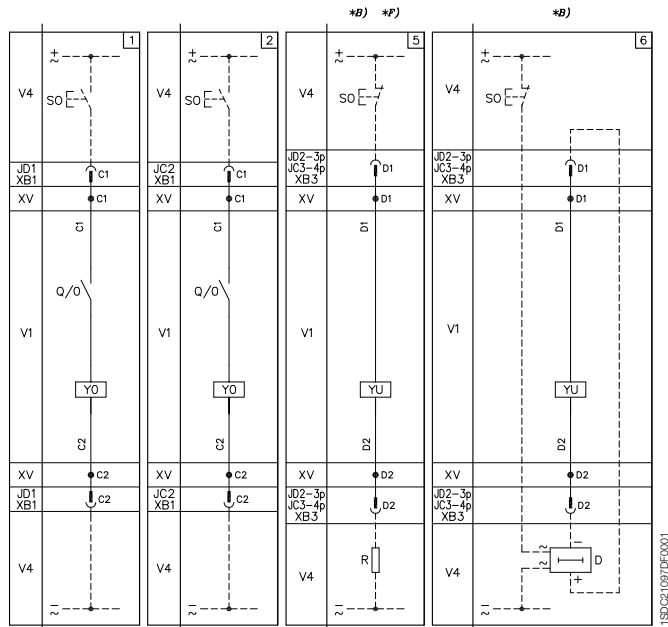 *B) *F)
*B)
1
+
~
V4
SO
JD1
XB1
C1
XV
C1
C1
Q/0
V1
YO
C2
XV
C2
JD1
XB1
C2
V4
–
~
2
+
~
V4
SO
JC2
XB1
C1
XV
C1
C1
Q/0
V1
YO
C2
XV
C2
JC2
XB1
C2
V4
–
~
5
+
~
V4
SO
JD2-3p
JC3-4p
XB3
D1
XV
D1
D1
V1
YU
D2
XV
D2
JD2-3p
JC3-4p
XB3
D2
R
V4
–
~
6
+
~
V4
SO
JD2-3p
JC3-4p
XB3
D1
XV
D1
D1
V1
YU
D2
XV
D2
JD2-3p
JC3-4p
XB3
D2
–
~
~
D
+
V4
–
~
1SDC21097DF0001